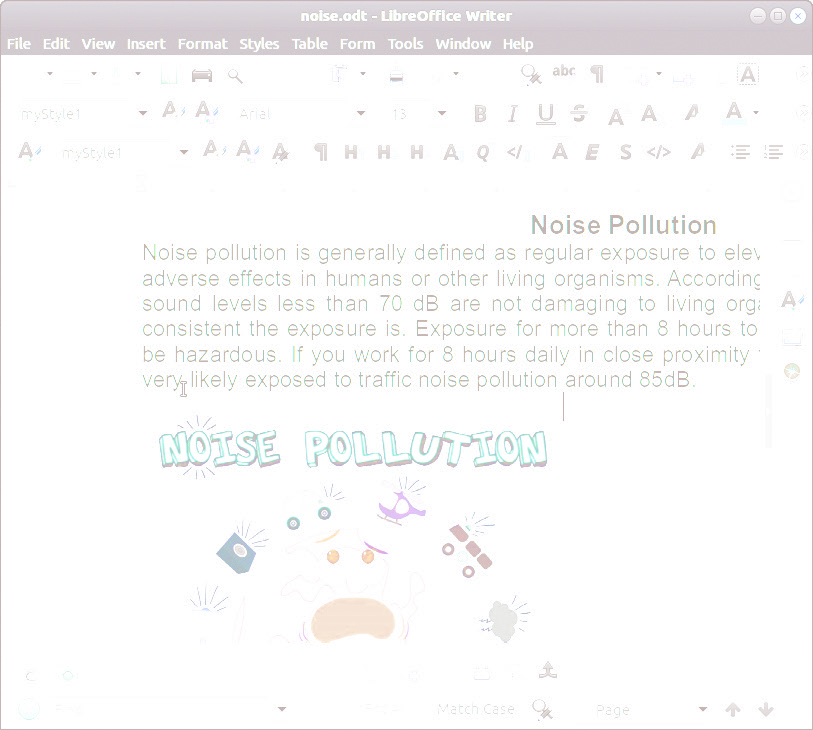 noise.odt - LibreOffice Writer
File Edit View Insert Format Styles Table Form Tools Window Help
abc A
myStyle1 Arial 13 B I U S A A A
myStyle1 H H H A Q </> A E S </>
Noise Pollution
Noise pollution is generally defined as regular exposure to elev
adverse effects in humans or other living organisms. According
sound levels less than 70 dB are not damaging to living orga
consistent the exposure is. Exposure for more than 8 hours to
be hazardous. If you work for 8 hours daily in close proximity
very likely exposed to traffic noise pollution around 85dB.
NOISE POLLUTION
Find Match Case Page